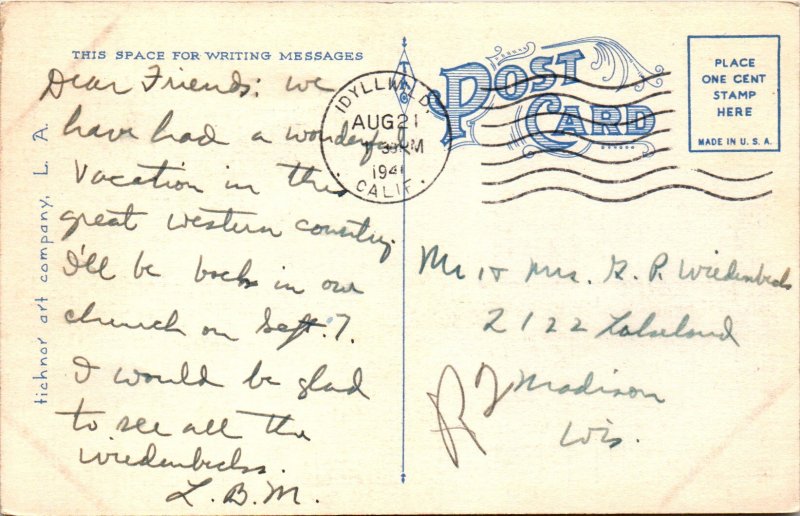 THIS SPACE FOR WRITING MESSAGES
Dear Friends: We
have had a wonderful
Vacation in this
great western country.
I'll be back in our
church on Sept. 7.
I would be glad
to see all the
Wiedenbecks.
L. B. M.
tichnor art company, L. A.
IDYLLWILD,
AUG 21
PM
1941
CALIF.
POST
CARD
PLACE
ONE CENT
STAMP
HERE
MADE IN U. S. A.
Mr & Mrs. G. P. Wiedenbeck
2122 Lakeland
Madison
Wis.